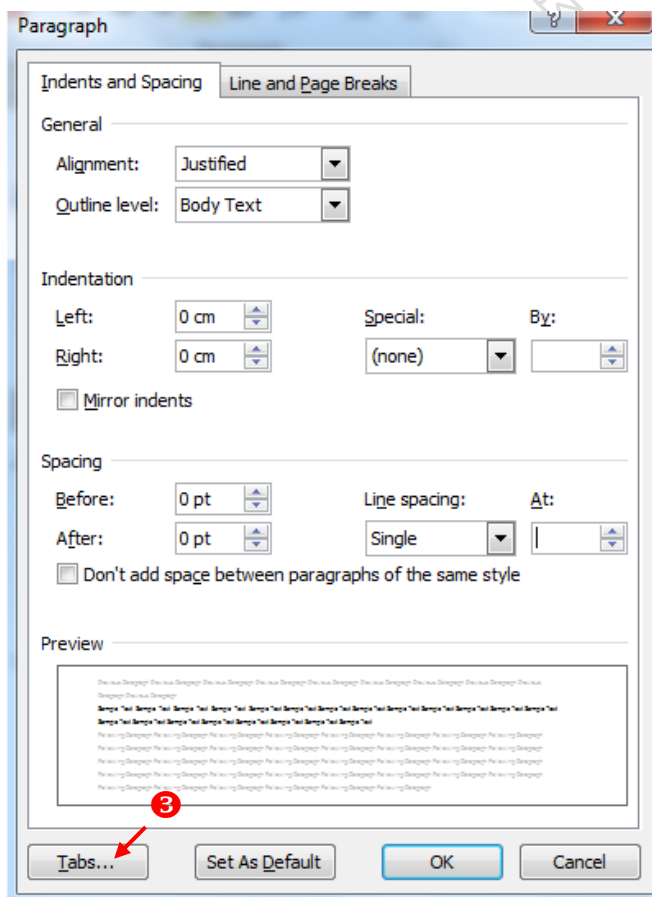 Paragraph
?
X
Indents and Spacing
Line and Page Breaks
General
Alignment: Justified
Outline level: Body Text
Indentation
Left: 0 cm Special: By:
Right: 0 cm (none)
Mirror indents
Spacing
Before: 0 pt Line spacing: At:
After: 0 pt Single
Don't add space between paragraphs of the same style
Preview
3
Tabs... Set As Default OK Cancel